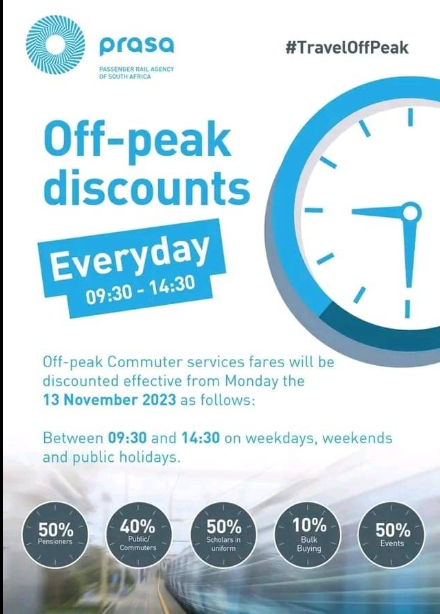 prasa
PASSENGER RAIL AGENCY
OF SOUTH AFRICA
#TravelOffPeak
Off-peak
discounts
Everyday
09:30 - 14:30
Off-peak Commuter services fares will be
discounted effective from Monday the
13 November 2023 as follows:
Between 09:30 and 14:30 on weekdays, weekends
and public holidays.
50%
Pensioners
40%
Public/
Commuters
50%
Scholars in
uniform
10%
Bulk
Buying
50%
Events